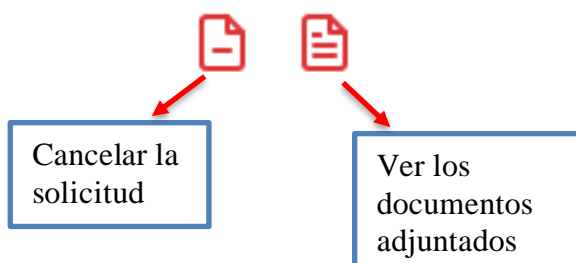 Cancelar la
solicitud
Ver los
documentos
adjuntados